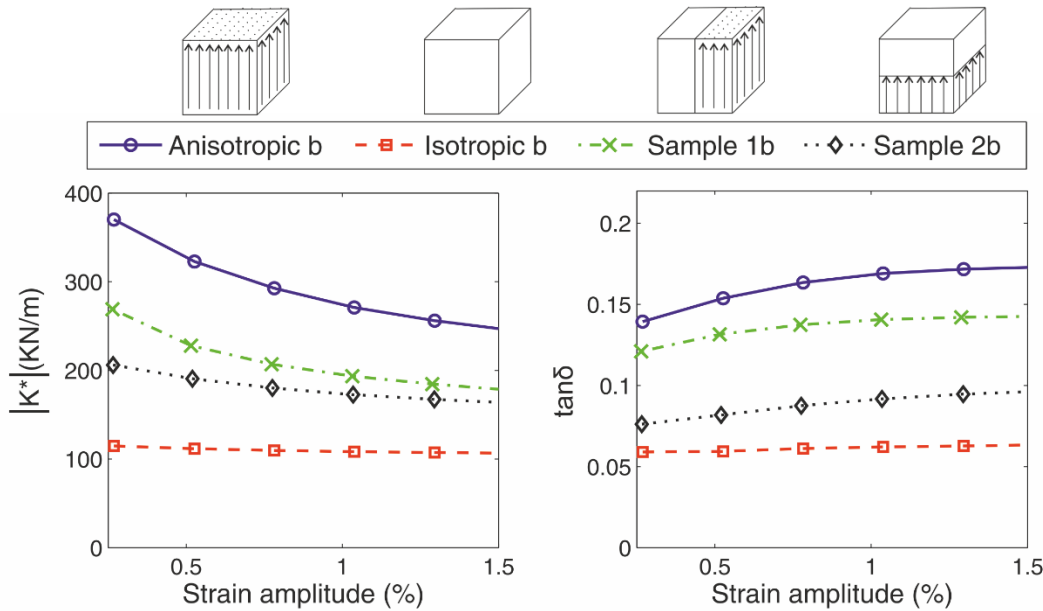 Anisotropic b Isotropic b Sample 1b Sample 2b
|K*|(KN/m)
400
300
200
100
0
0.5 1 1.5
Strain amplitude (%)
tanδ
0.2
0.15
0.1
0.05
0
0.5 1 1.5
Strain amplitude (%)